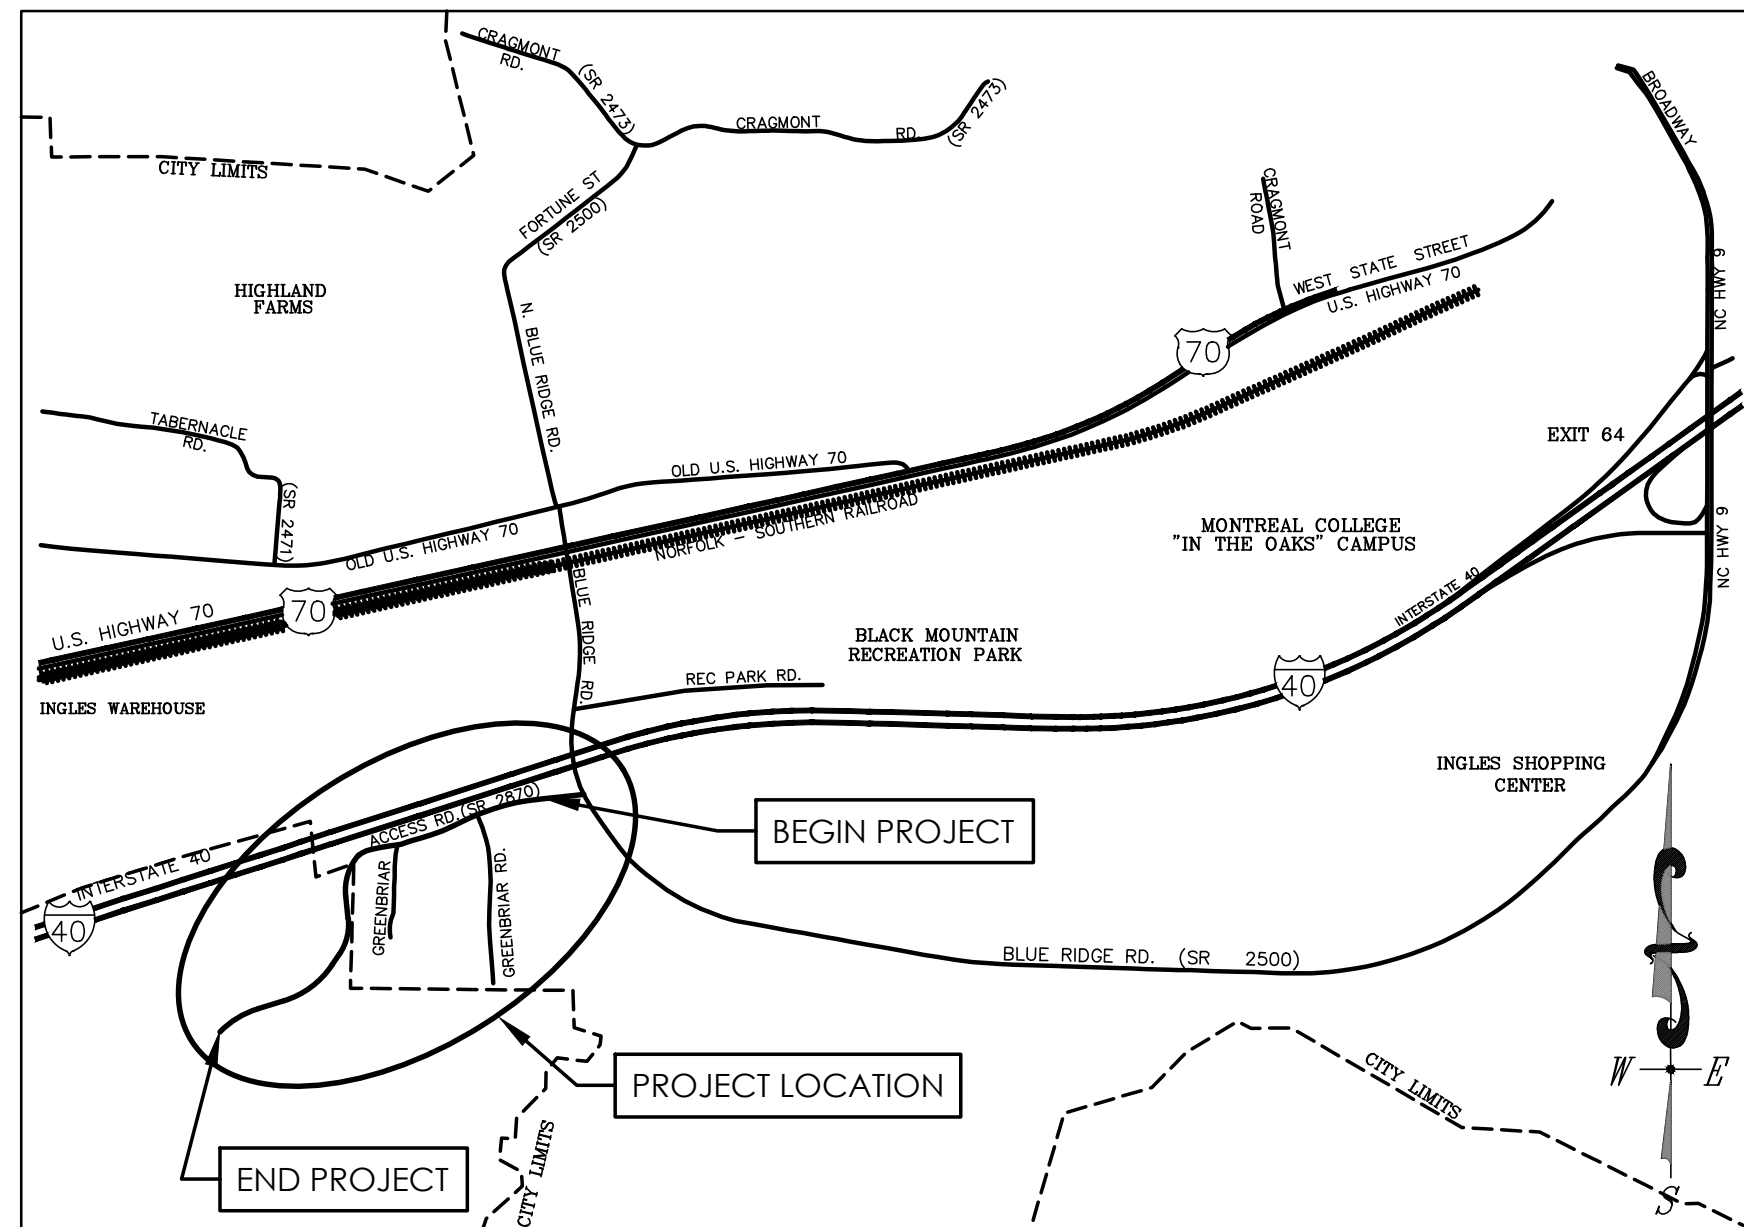 CRAGMONT
RD.
(SR 2473)
CRAGMONT
RD.
(SR 2473)
BROADWAY
CITY LIMITS
FORTUNE ST
(SR 2500)
CRAGMONT
ROAD
WEST STATE STREET
U.S. HIGHWAY 70
NC HWY 9
HIGHLAND
FARMS
N. BLUE RIDGE RD.
70
TABERNACLE
RD.
(SR 2471)
OLD U.S. HIGHWAY 70
EXIT 64
OLD U.S. HIGHWAY 70
NORFOLK - SOUTHERN RAILROAD
MONTREAL COLLEGE
"IN THE OAKS" CAMPUS
NC HWY 9
U.S. HIGHWAY 70
70
BLUE RIDGE RD.
INTERSTATE 40
BLACK MOUNTAIN
RECREATION PARK
REC PARK RD.
40
INGLES WAREHOUSE
INGLES SHOPPING
CENTER
ACCESS RD.(SR 2870)
BEGIN PROJECT
INTERSTATE 40
40
GREENBRIAR
GREENBRIAR RD.
BLUE RIDGE RD. (SR 2500)
PROJECT LOCATION
CITY LIMITS
W E
S
END PROJECT
CITY LIMITS